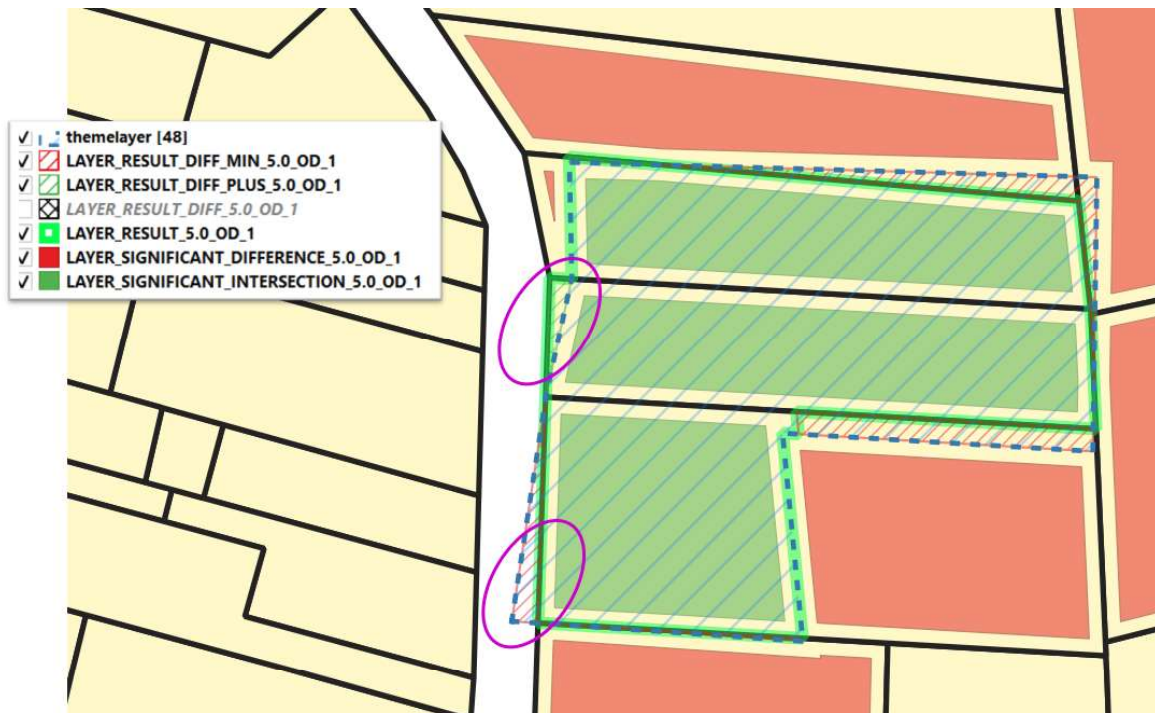 themelayer [48]
LAYER_RESULT_DIFF_MIN_5.0_OD_1
LAYER_RESULT_DIFF_PLUS_5.0_OD_1
LAYER_RESULT_DIFF_5.0_OD_1
LAYER_RESULT_5.0_OD_1
LAYER_SIGNIFICANT_DIFFERENCE_5.0_OD_1
LAYER_SIGNIFICANT_INTERSECTION_5.0_OD_1